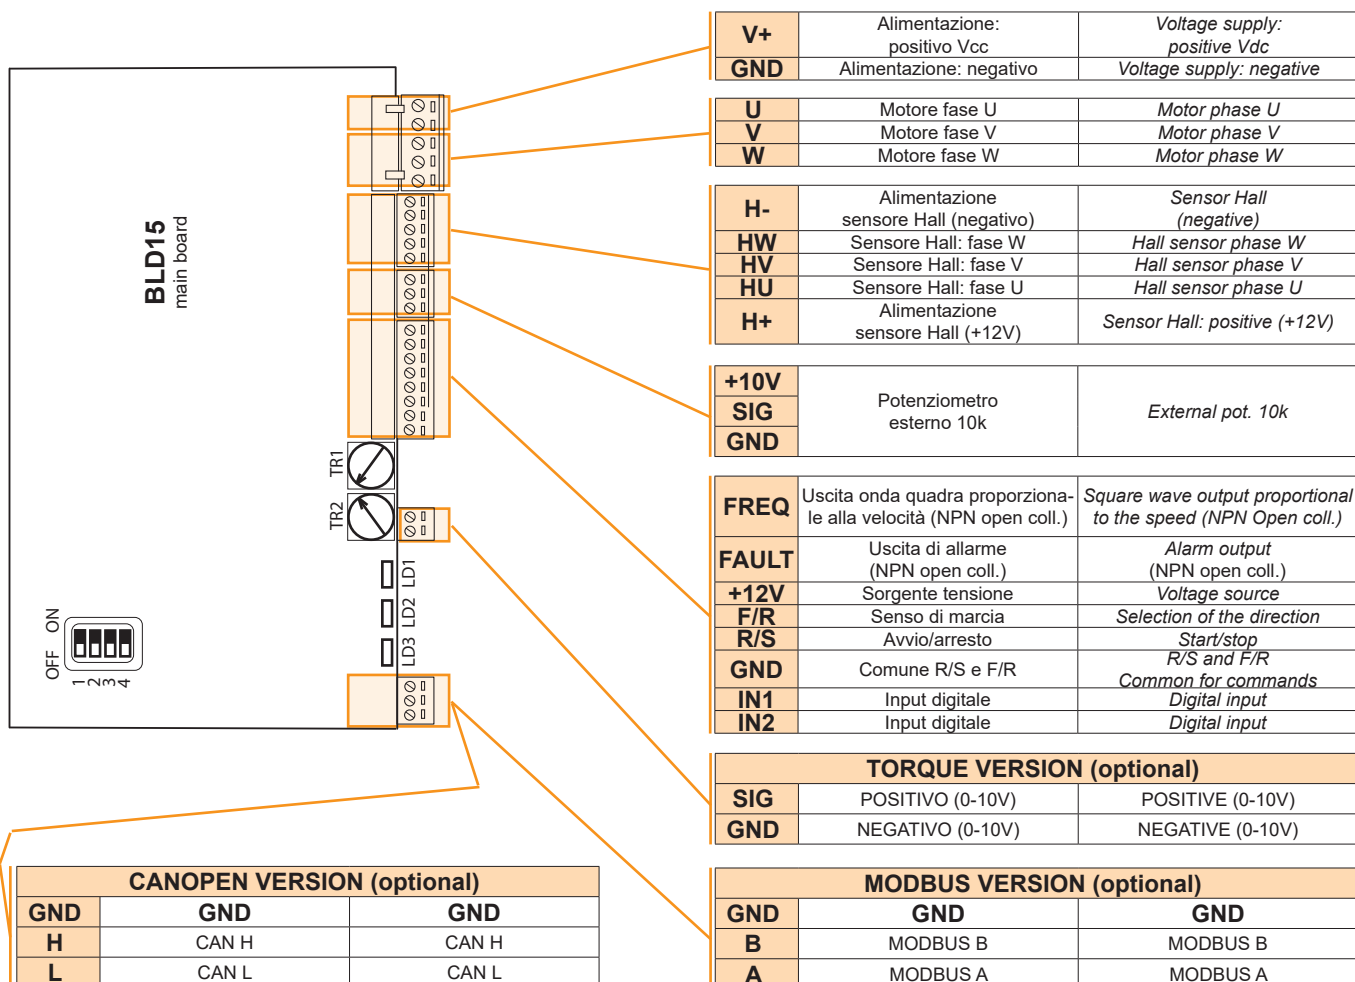 V+ Alimentazione: positivo Vcc Voltage supply: positive Vdc
GND Alimentazione: negativo Voltage supply: negative
U Motore fase U Motor phase U
V Motore fase V Motor phase V
W Motore fase W Motor phase W
H- Alimentazione sensore Hall (negativo) Sensor Hall (negative)
HW Sensore Hall: fase W Hall sensor phase W
HV Sensore Hall: fase V Hall sensor phase V
HU Sensore Hall: fase U Hall sensor phase U
H+ Alimentazione sensore Hall (+12V) Sensor Hall: positive (+12V)
+10V
SIG Potenziometro esterno 10k External pot. 10k
GND
FREQ Uscita onda quadra proporziona-le alla velocità (NPN open coll.) Square wave output proportional to the speed (NPN Open coll.)
FAULT Uscita di allarme (NPN open coll.) Alarm output (NPN open coll.)
+12V Sorgente tensione Voltage source
F/R Senso di marcia Selection of the direction
R/S Avvio/arresto Start/stop
GND Comune R/S e F/R R/S and F/R Common for commands
IN1 Input digitale Digital input
IN2 Input digitale Digital input
TORQUE VERSION (optional)
SIG POSITIVO (0-10V) POSITIVE (0-10V)
GND NEGATIVO (0-10V) NEGATIVE (0-10V)
MODBUS VERSION (optional)
GND GND GND
B MODBUS B MODBUS B
A MODBUS A MODBUS A
CANOPEN VERSION (optional)
GND GND GND
H CAN H CAN H
L CAN L CAN L
BLD15
main board
TR1
TR2
LD1
LD2
LD3
OFF ON
1
2
3
4